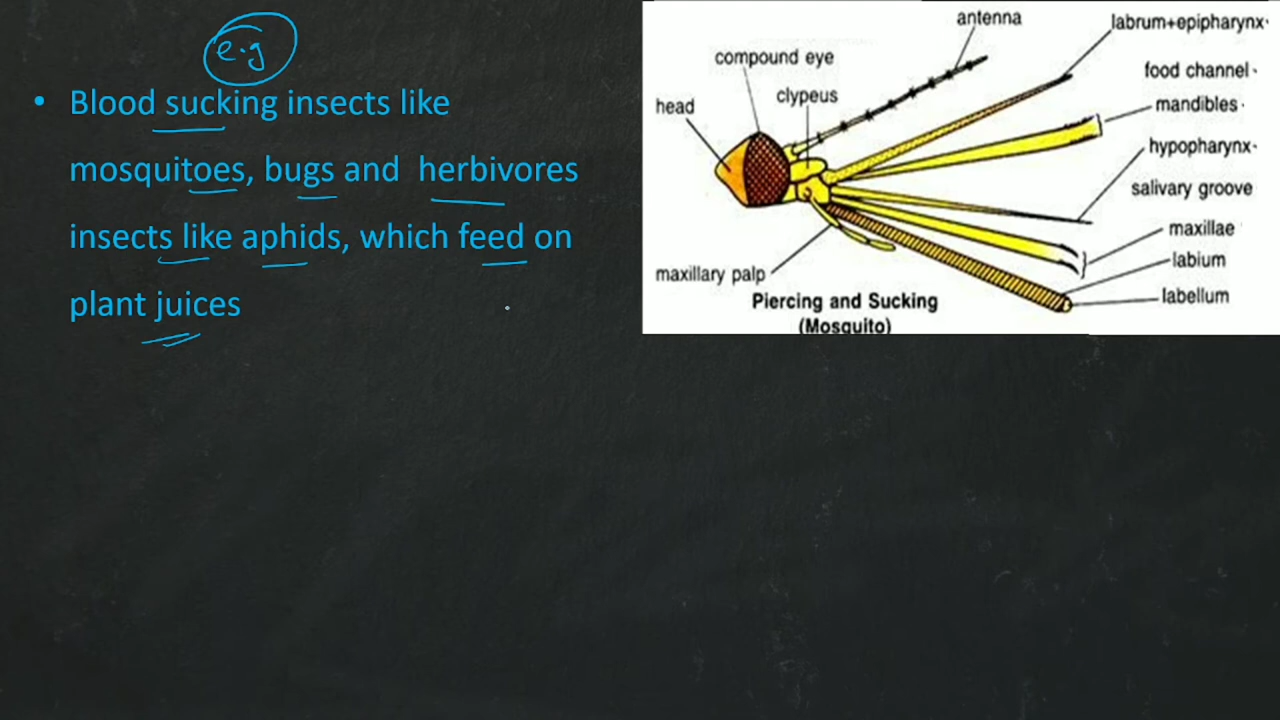 e.g
• Blood sucking insects like
mosquitoes, bugs and herbivores
insects like aphids, which feed on
plant juices
antenna
labrum+epipharynx·
compound eye
food channel·
clypeus
mandibles·
head
hypopharynx·
salivary groove
maxillae
labium
maxillary palp
labellum
Piercing and Sucking
(Mosquito)